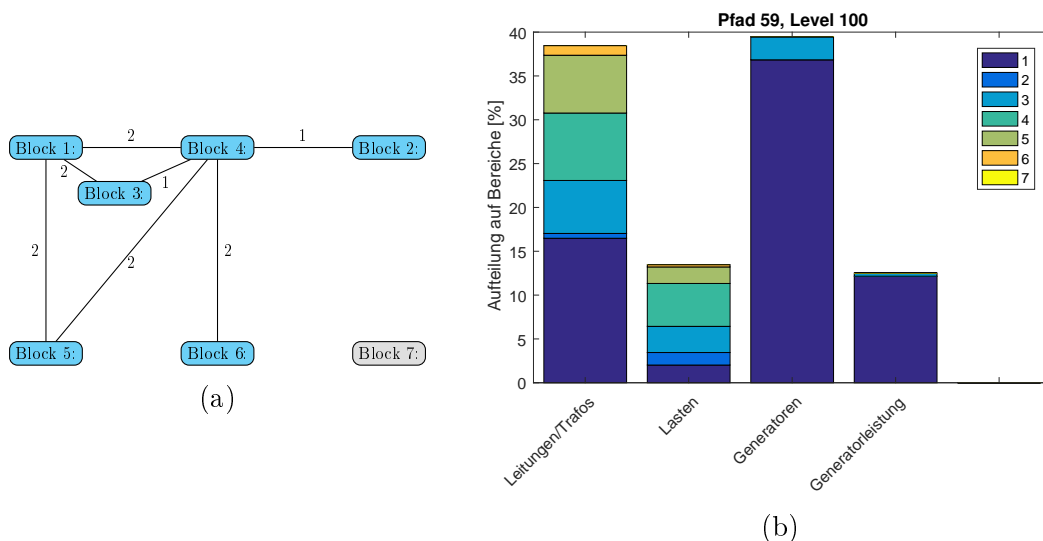 Block 1:
2
Block 4:
1
Block 2:
2
Block 3:
1
2
2
2
Block 5:
Block 6:
Block 7:
(a)
Pfad 59, Level 100
Aufteilung auf Bereiche [%]
40
35
30
25
20
15
10
5
0
1
2
3
4
5
6
7
Leitungen/Trafos
Lasten
Generatoren
Generatorleistung
(b)